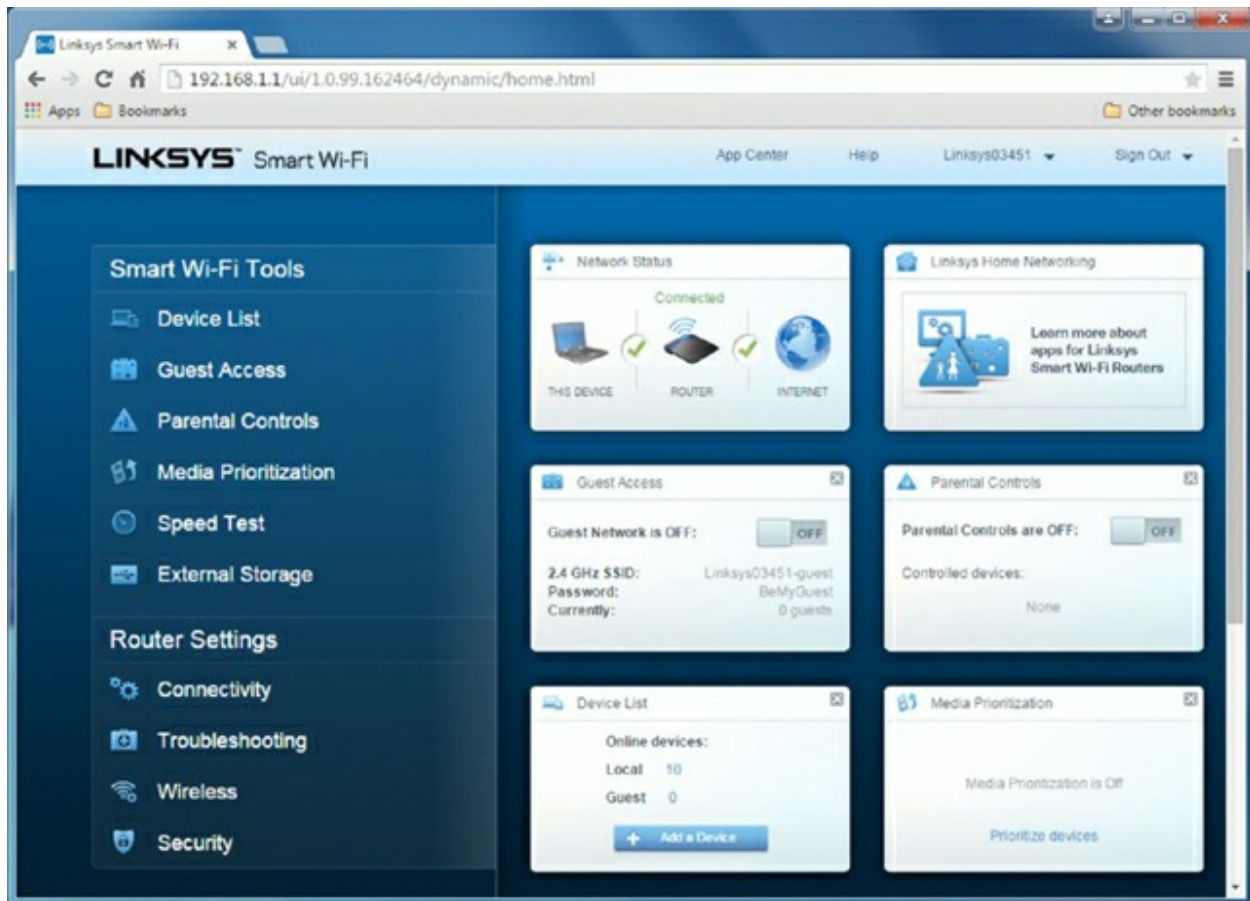 Linksys Smart Wi-Fi
192.168.1.1/ui/1.0.99.162464/dynamic/home.html
Apps Bookmarks Other bookmarks
LINKSYS™ Smart Wi-Fi App Center Help Linksys03451 Sign Out
Smart Wi-Fi Tools
Device List
Guest Access
Parental Controls
Media Prioritization
Speed Test
External Storage
Router Settings
Connectivity
Troubleshooting
Wireless
Security
Network Status
Connected
THIS DEVICE ROUTER INTERNET
Linksys Home Networking
Learn more about
apps for Linksys
Smart Wi-Fi Routers
Guest Access
Guest Network is OFF: OFF
2.4 GHz SSID: Linksys03451-guest
Password: BeMyGuest
Currently: 0 guests
Parental Controls
Parental Controls are OFF: OFF
Controlled devices:
None
Device List
Online devices:
Local 10
Guest 0
+ Add a Device
Media Prioritization
Media Prioritization is Off
Prioritize devices